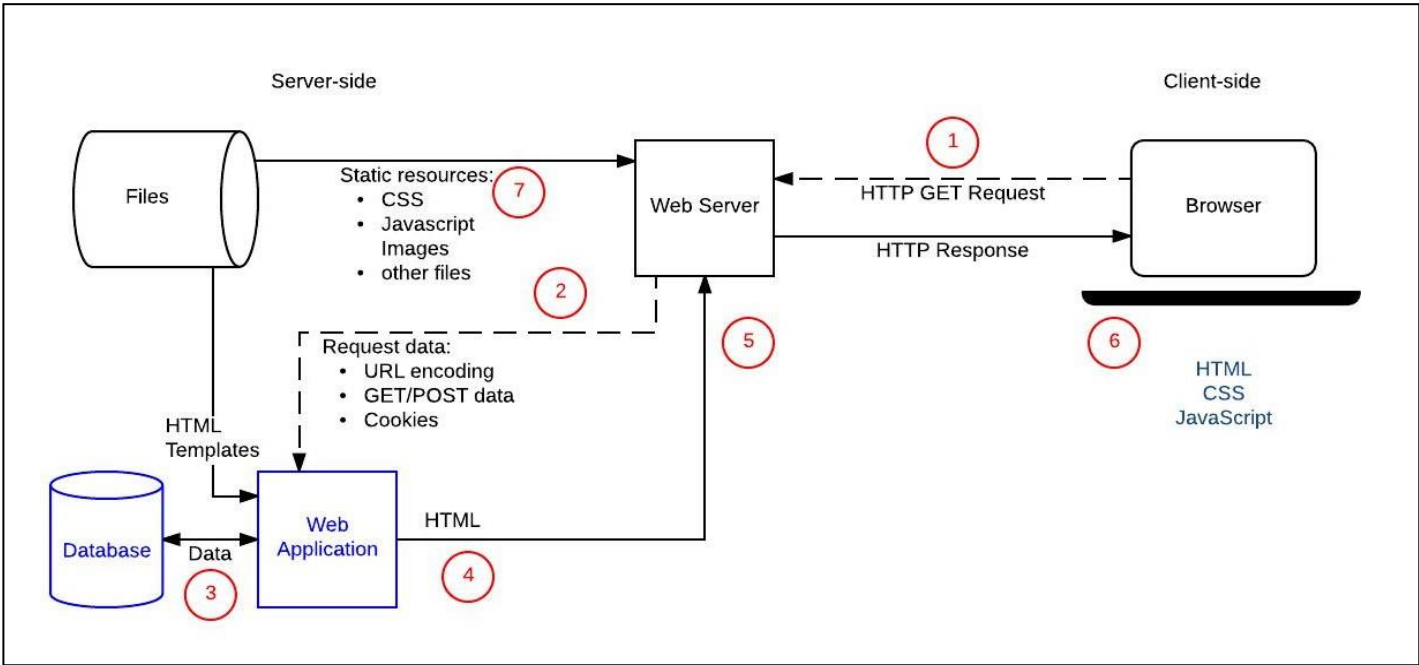 Server-side
Client-side
1
Files
Static resources:
• CSS
• Javascript
Images
• other files
7
Web Server
HTTP GET Request
HTTP Response
Browser
2
5
6
Request data:
• URL encoding
• GET/POST data
• Cookies
HTML
CSS
JavaScript
HTML
Templates
Database
Data
3
Web
Application
HTML
4